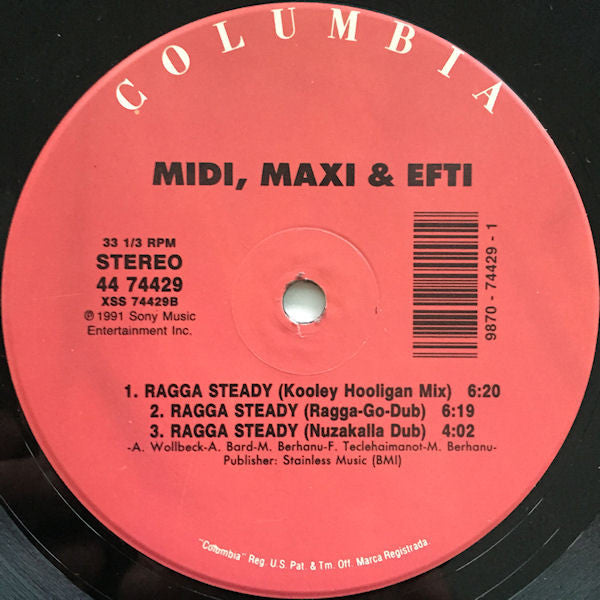 COLUMBIA
MIDI, MAXI & EFTI
33 1/3 RPM
STEREO
44 74429
XSS 74429B
℗ 1991 Sony Music
Entertainment Inc.
9870 - 74429 - 1
1. RAGGA STEADY (Kooley Hooligan Mix) 6:20
2. RAGGA STEADY (Ragga-Go-Dub) 6:19
3. RAGGA STEADY (Nuzakalla Dub) 4:02
-A. Wollbeck-A. Bard-M. Berhanu-F. Teclehaimanot-M. Berhanu-
Publisher: Stainless Music (BMI)
"Columbia" Reg. U.S. Pat. & Tm. Off. Marca Registrada.